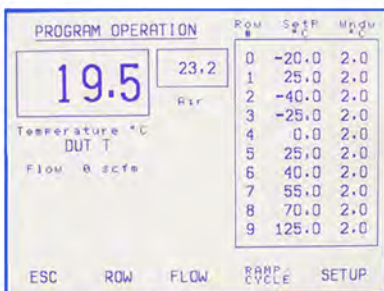 PROGRAM OPERATION
19.5
23.2
Air
Temperature °C
DUT T
Flow 0 scfm
Row # SetP °C Wndw °C
0 -20.0 2.0
1 25.0 2.0
2 -40.0 2.0
3 -25.0 2.0
4 0.0 2.0
5 25.0 2.0
6 40.0 2.0
7 55.0 2.0
8 70.0 2.0
9 125.0 2.0
ESC ROW FLOW RAMP CYCLE SETUP